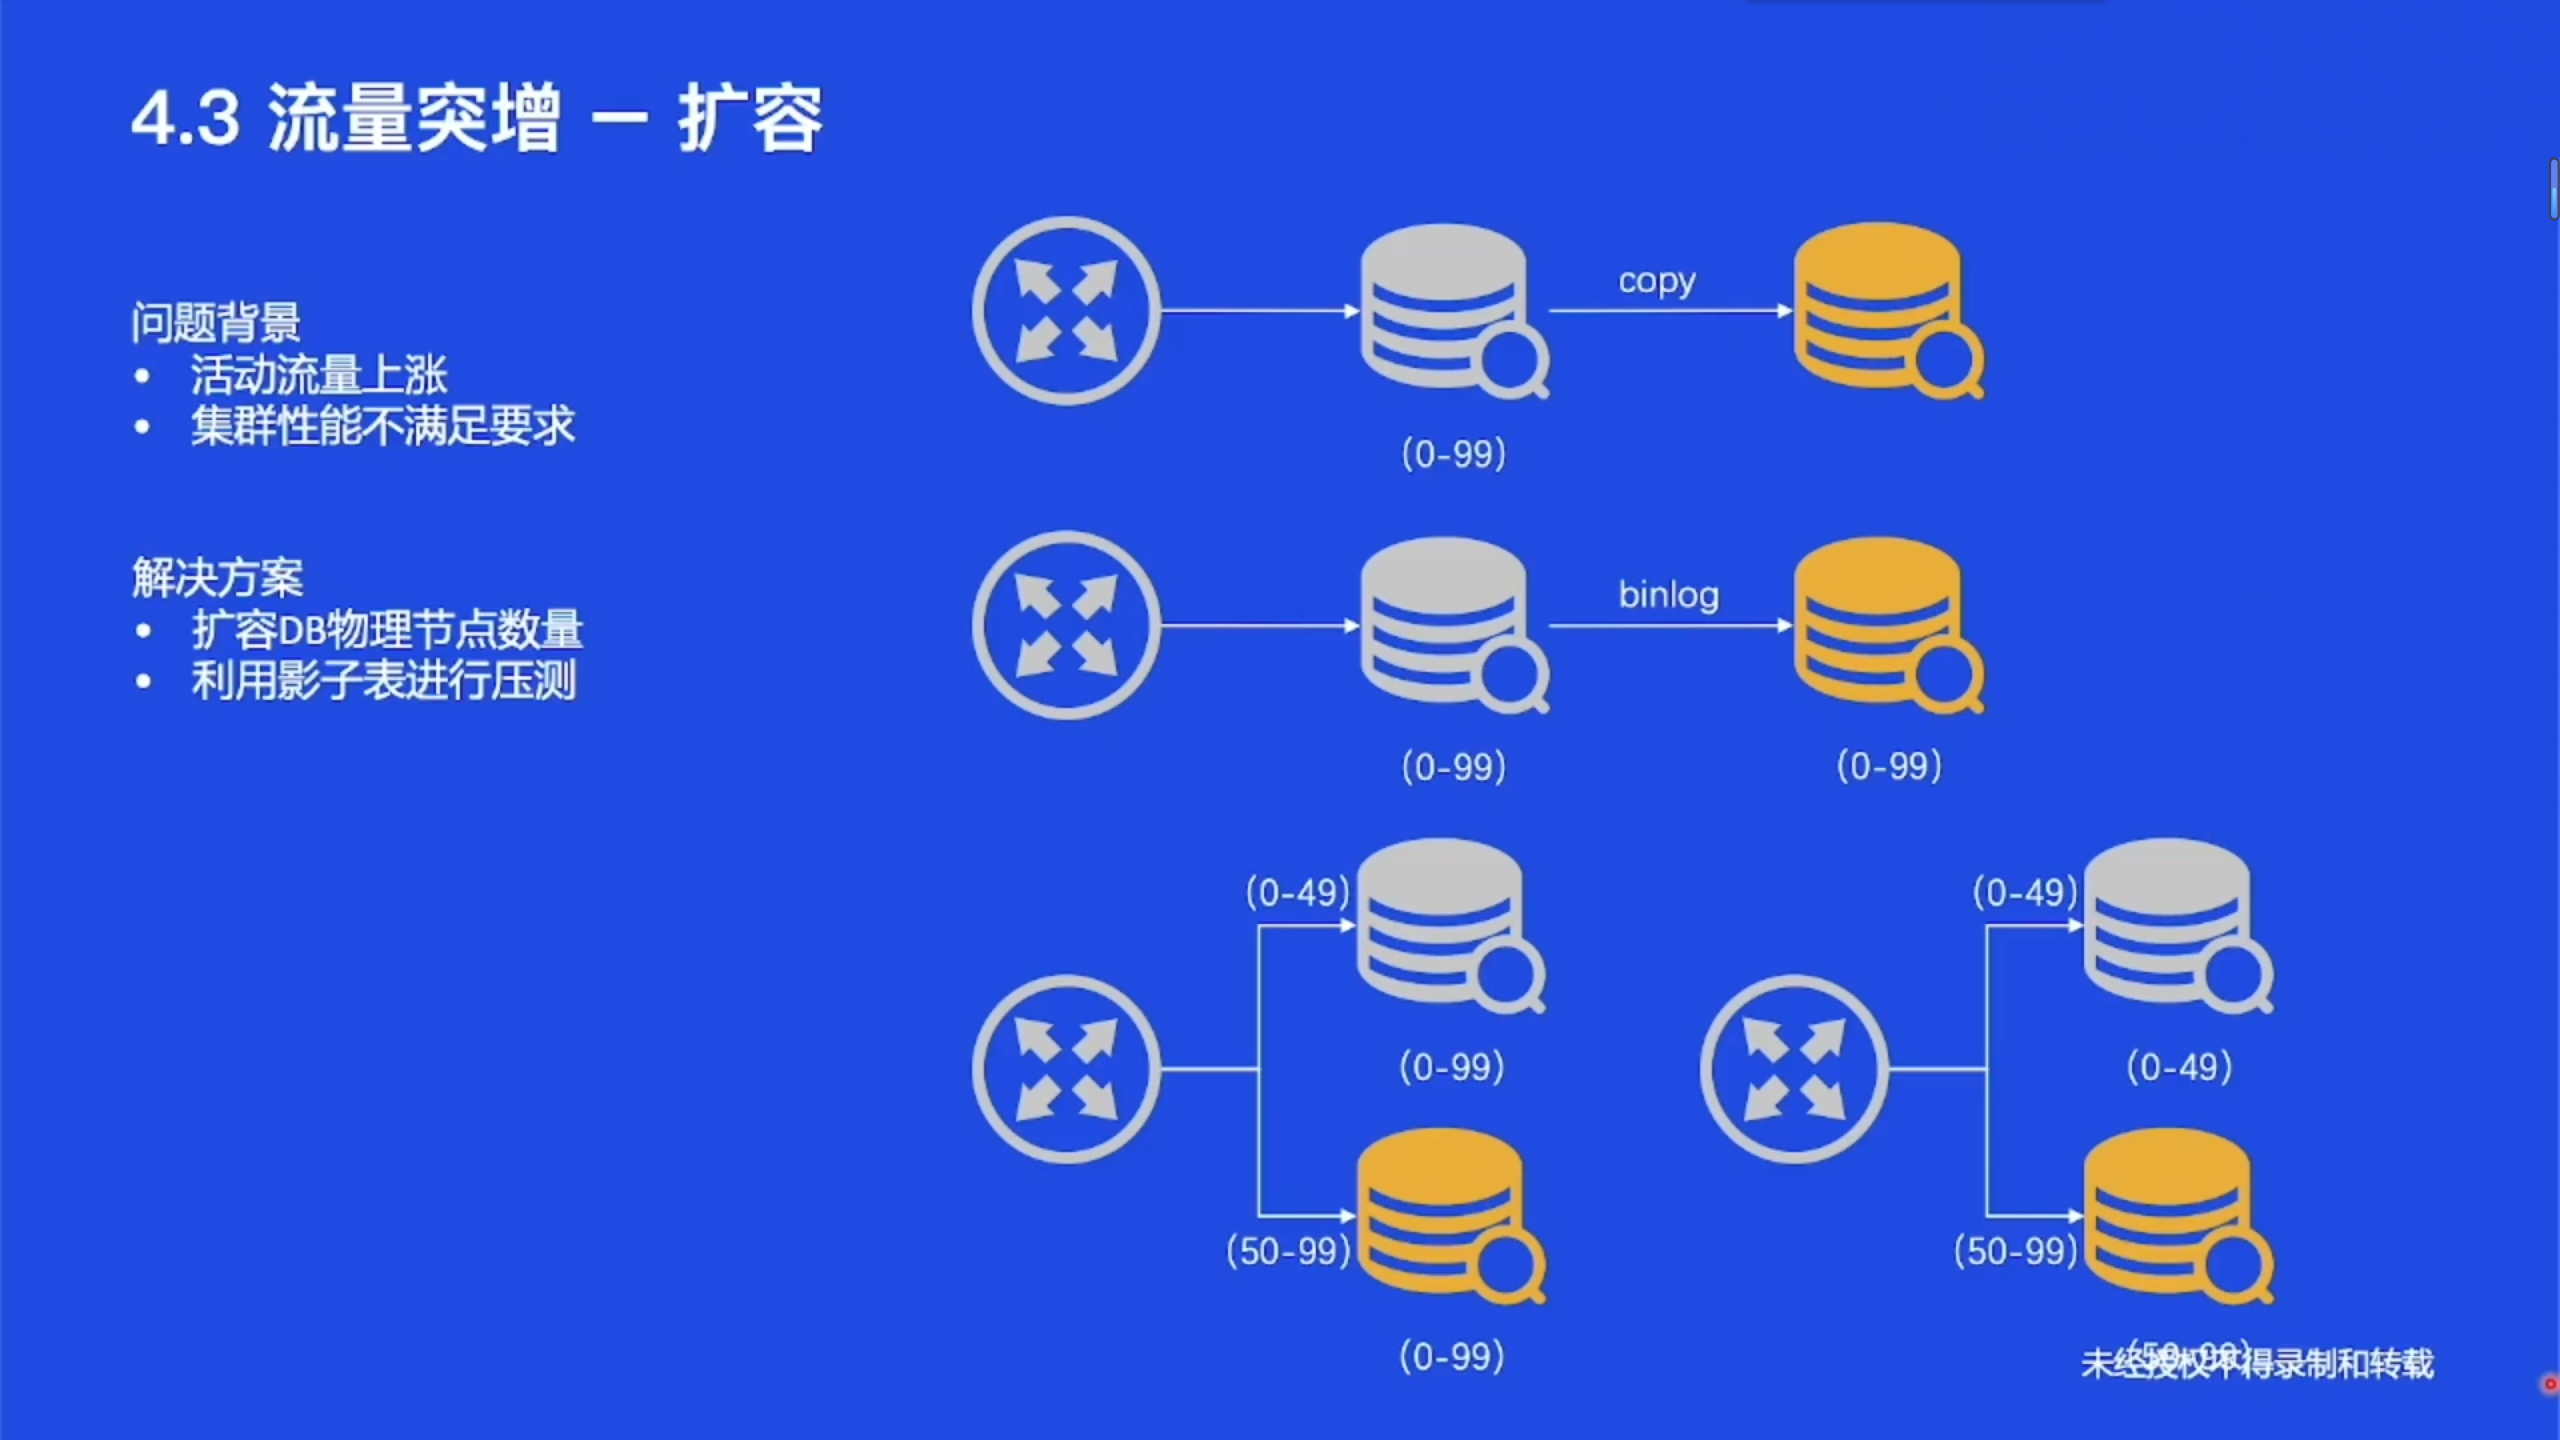 4.3 流量突增 — 扩容
问题背景
• 活动流量上涨
• 集群性能不满足要求
解决方案
• 扩容DB物理节点数量
• 利用影子表进行压测
copy
(0-99)
binlog
(0-99)
(0-99)
(0-49)
(0-99)
(50-99)
(0-99)
(0-49)
(0-49)
(50-99)
(50-99)
未经授权不得录制和转载